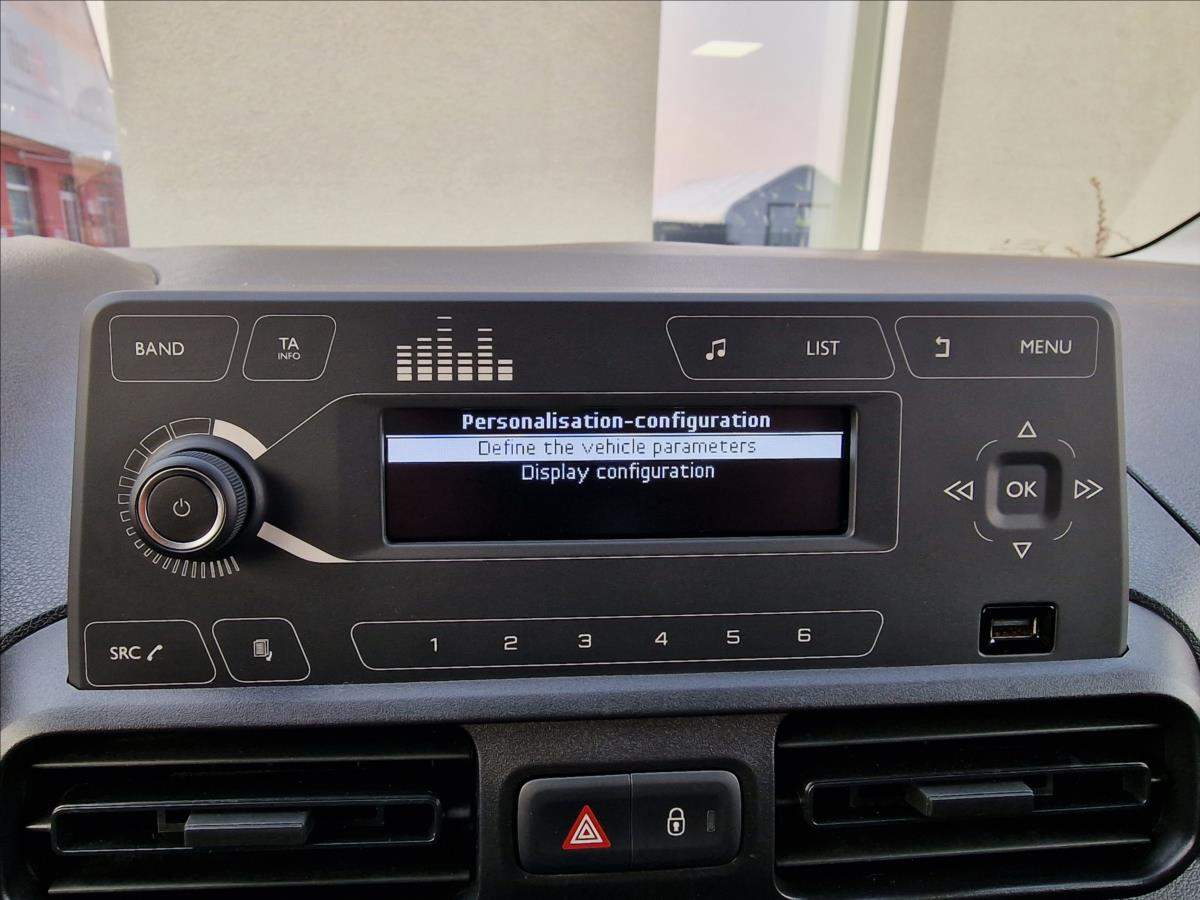 BAND
TA
INFO
LIST
MENU
Personalisation-configuration
Define the vehicle parameters
Display configuration
OK
SRC
1 2 3 4 5 6